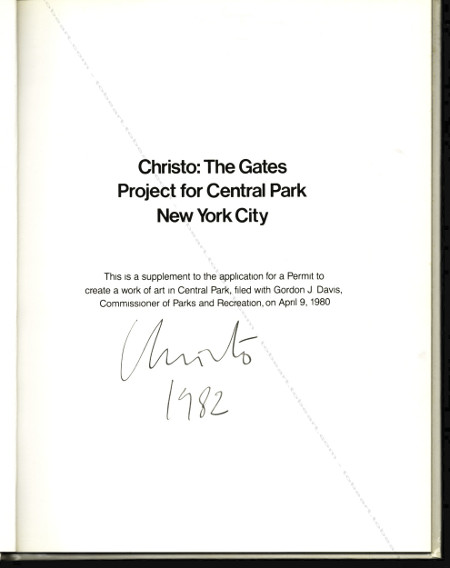 Christo: The Gates
Project for Central Park
New York City
This is a supplement to the application for a Permit to
create a work of art in Central Park, filed with Gordon J Davis,
Commissioner of Parks and Recreation, on April 9, 1980
Christo
1982